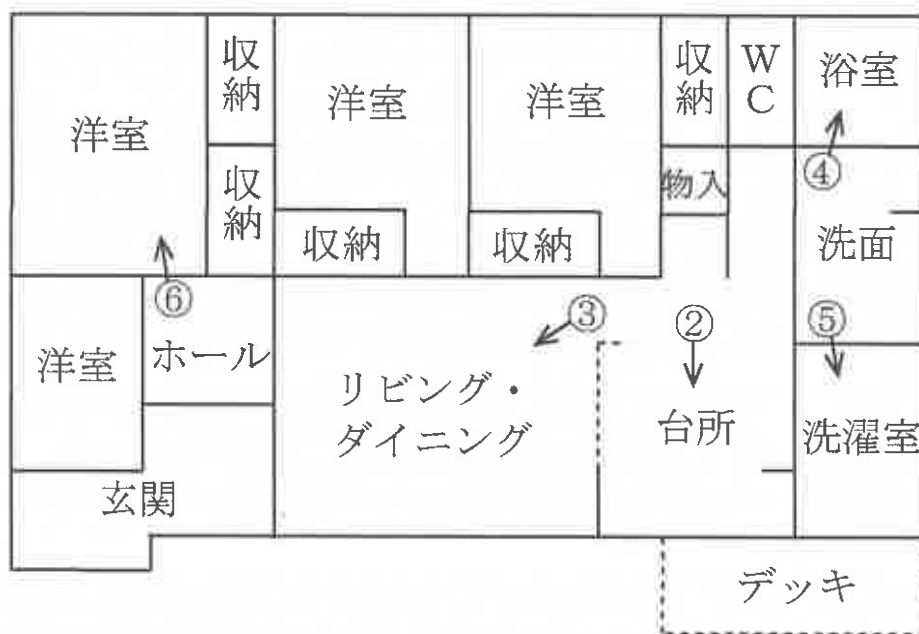 洋室
収納
収納
洋室
収納
洋室
収納
収納
物入
WC
浴室
④
洗面
⑤
洗濯室
⑥
洋室
ホール
玄関
③
リビング・
ダイニング
②
台所
デッキ